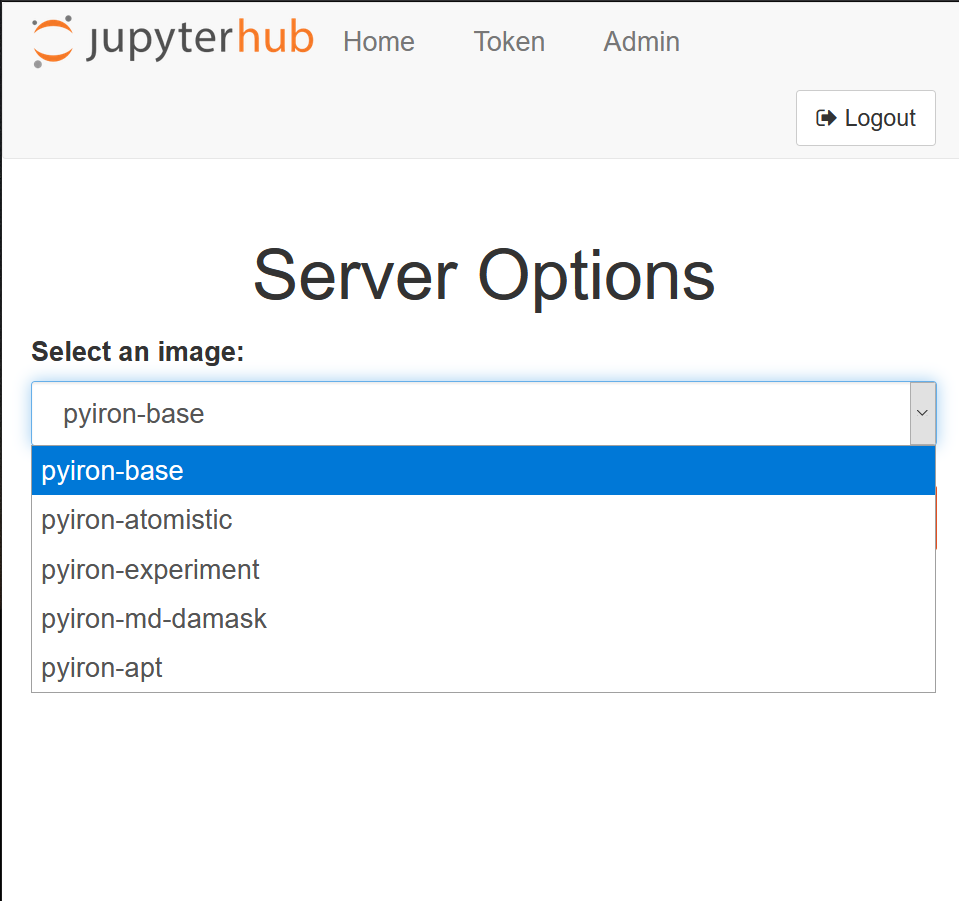 jupyterhub Home Token Admin
Logout
Server Options
Select an image:
pyiron-base
pyiron-base
pyiron-atomistic
pyiron-experiment
pyiron-md-damask
pyiron-apt